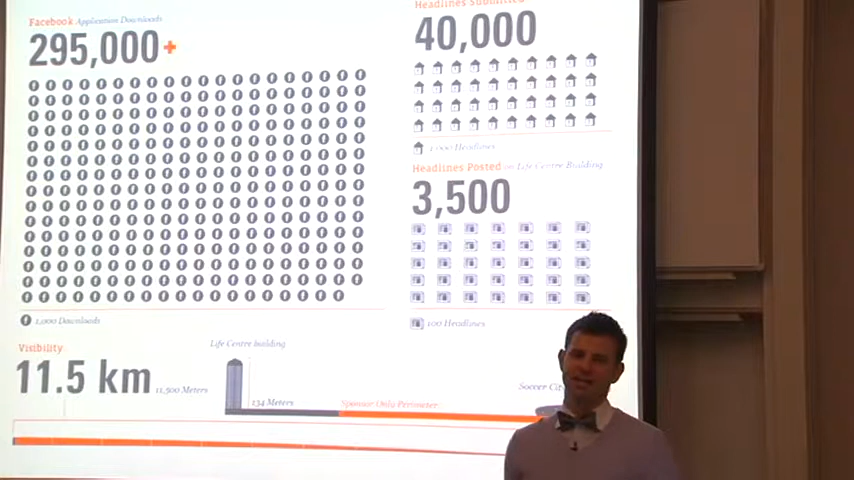 Facebook Application Downloads
295,000+
1,000 Downloads
Headlines Submitted
40,000
1,000 Headlines
Headlines Posted on Life Centre Building
3,500
100 Headlines
Visibility
11.5 km 11,500 Meters
Life Centre building
134 Meters
Sponsor Only Perimeter
Soccer Cit